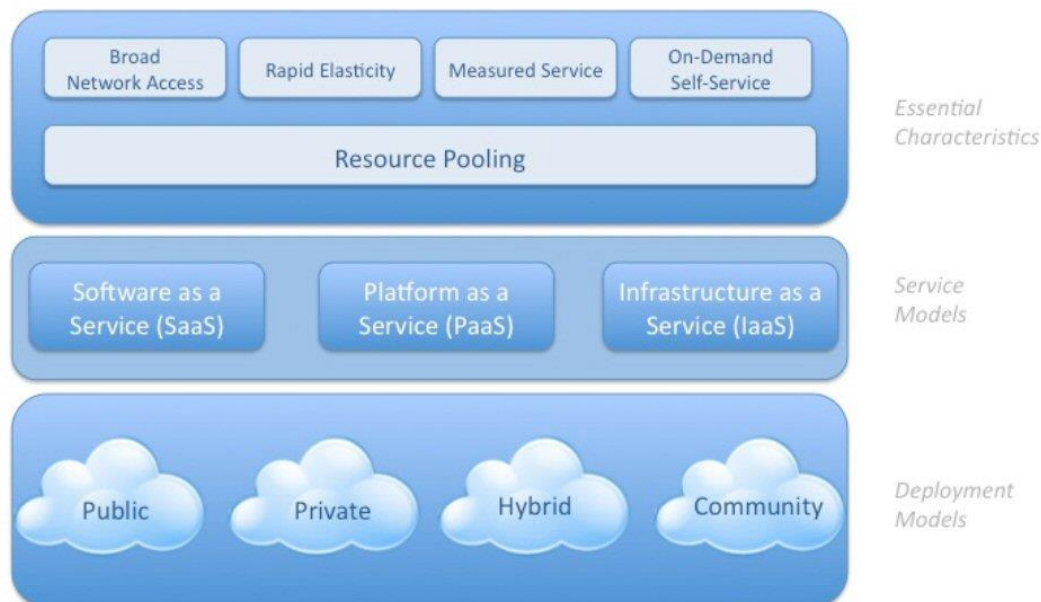 Broad
Network Access
Rapid Elasticity
Measured Service
On-Demand
Self-Service
Resource Pooling
Essential
Characteristics
Software as a
Service (SaaS)
Platform as a
Service (PaaS)
Infrastructure as a
Service (IaaS)
Service
Models
Public
Private
Hybrid
Community
Deployment
Models